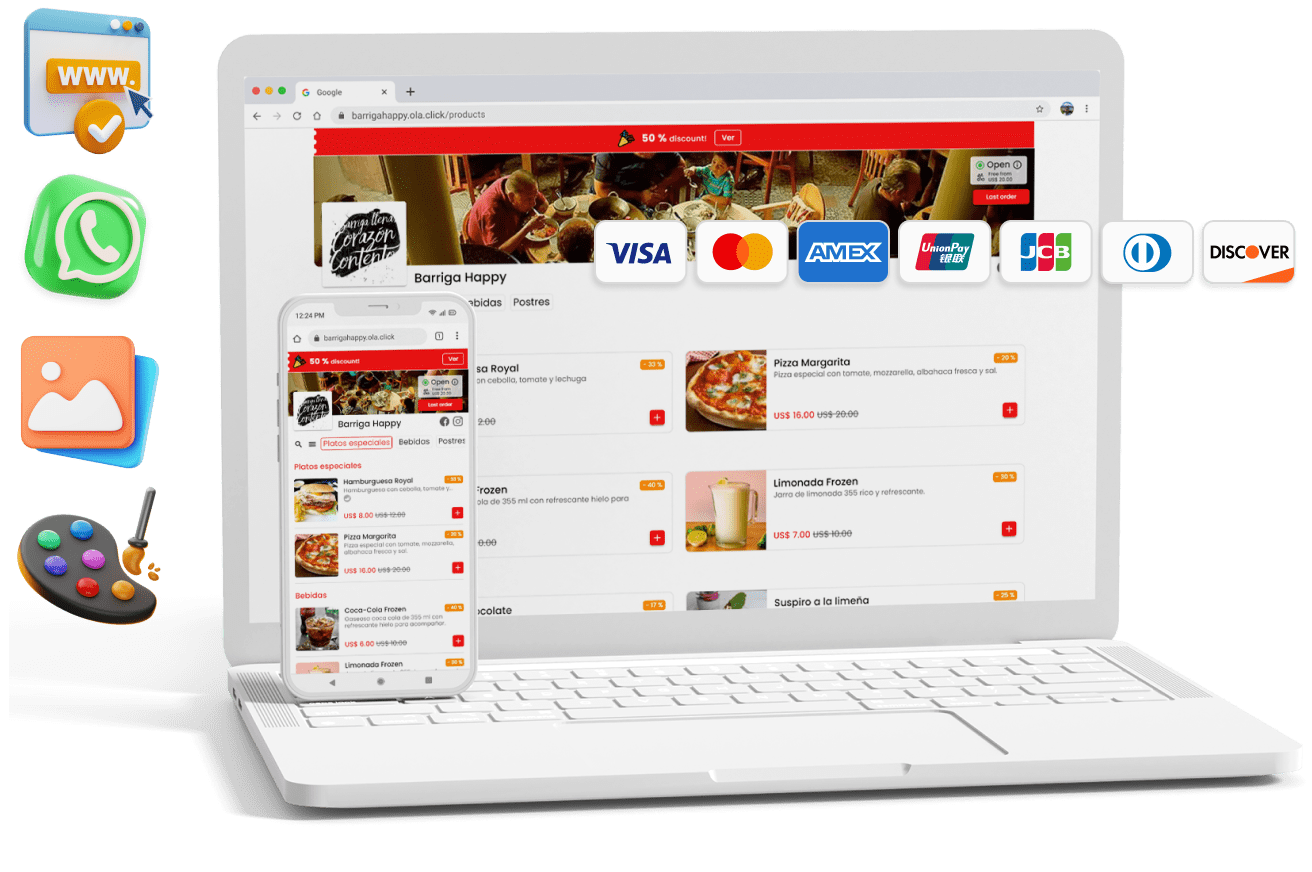 WWW.
Google
barrigahappy.ola.click/products
50 % discount!
Ver
Open
Free from
US$ 20.00
Last order
Barriga llena
Corazón
Contento
Barriga Happy
VISA
AMEX
UnionPay
银联
JCB
DISCOVER
Bebidas
Postres
sa Royal
on cebolla, tomate y lechuga
2.00
- 33 %
+
Pizza Margarita
Pizza especial con tomate, mozzarella, albahaca fresca y sal.
US$ 16.00 US$ 20.00
- 20 %
+
Frozen
ola de 355 ml con refrescante hielo para
0.00
- 40 %
+
Limonada Frozen
Jarra de limonada 355 rico y refrescante.
US$ 7.00 US$ 10.00
- 30 %
+
ocolate
- 17 %
Suspiro a la limeña
- 25 %
12:24 PM
barrigahappy.ola.click
1
50 % discount!
Ver
Open
Free from
US$ 20.00
Last order
Corazón
Contento
Barriga Happy
Platos especiales
Bebidas
Postres
Platos especiales
Hamburguesa Royal
Hamburguesa con cebolla, tomate y...
US$ 8.00 US$ 12.00
+
Pizza Margarita
Pizza especial con tomate, mozzarella,
albahaca fresca y sal.
US$ 16.00 US$ 20.00
+
Bebidas
Coca-Cola Frozen
Gaseosa coca cola de 355 ml con
refrescante hielo para acompañar.
US$ 6.00 US$ 10.00
- 40 %
+
Limonada Frozen